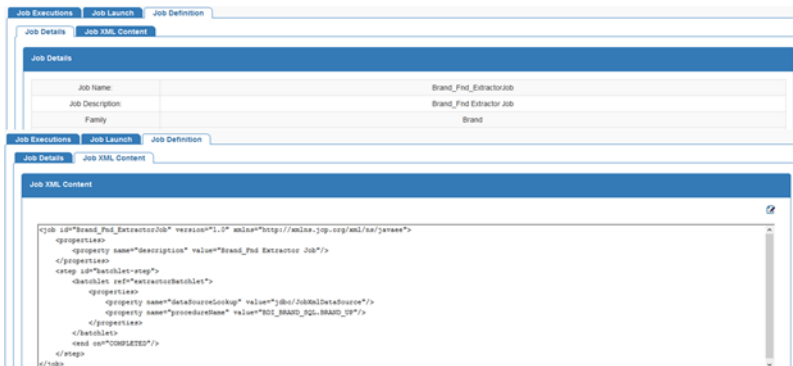 Job Executions Job Launch Job Definition
Job Details Job XML Content
Job Details
Job Name: Brand_Fnd_ExtractorJob
Job Description: Brand_Fnd Extractor Job
Family Brand
Job Executions Job Launch Job Definition
Job Details Job XML Content
Job XML Content
<job id="Brand_Fnd_ExtractorJob" version="1.0" xmlns="http://xmlns.jcp.org/xml/ns/javaee">
<properties>
<property name="description" value="Brand_Fnd Extractor Job"/>
</properties>
<step id="batchlet-step">
<batchlet ref="extractorBatchlet">
<properties>
<property name="dataSourceLookup" value="jdbc/JobXmlDataSource"/>
<property name="procedureName" value="BDI_BRAND_SQL.BRAND_UP"/>
</properties>
</batchlet>
<end on="COMPLETED"/>
</step>
</job>